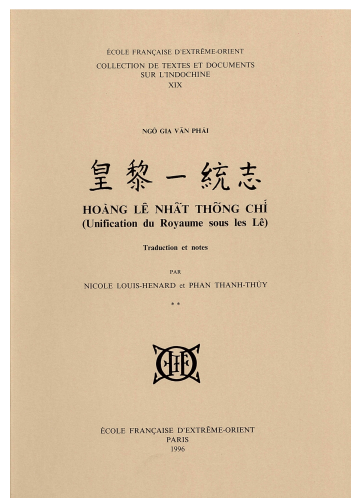 ÉCOLE FRANÇAISE D'EXTRÊME-ORIENT
COLLECTION DE TEXTES ET DOCUMENTS
SUR L'INDOCHINE
XIX
NGÔ GIA VĂN PHÁI
皇黎一統志
HOÀNG LÊ NHẤT THỐNG CHÍ
(Unification du Royaume sous les Lê)
Traduction et notes
PAR
NICOLE LOUIS-HENARD et PHAN THANH-THỦY
* *
ÉCOLE FRANÇAISE D'EXTRÊME-ORIENT
PARIS
1996